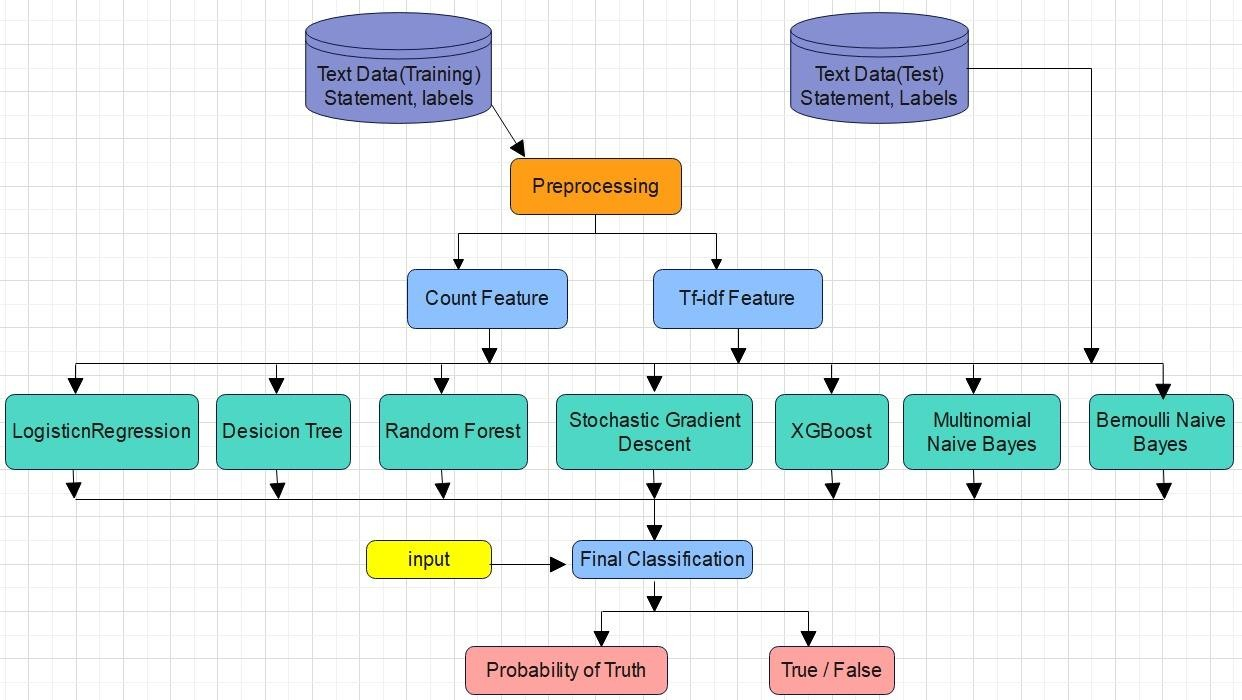 Text Data(Training)
Statement, labels
Text Data(Test)
Statement, Labels
Preprocessing
Count Feature
Tf-idf Feature
LogisticnRegression
Desicion Tree
Random Forest
Stochastic Gradient
Descent
XGBoost
Multinomial
Naive Bayes
Bernoulli Naive
Bayes
input
Final Classification
Probability of Truth
True / False